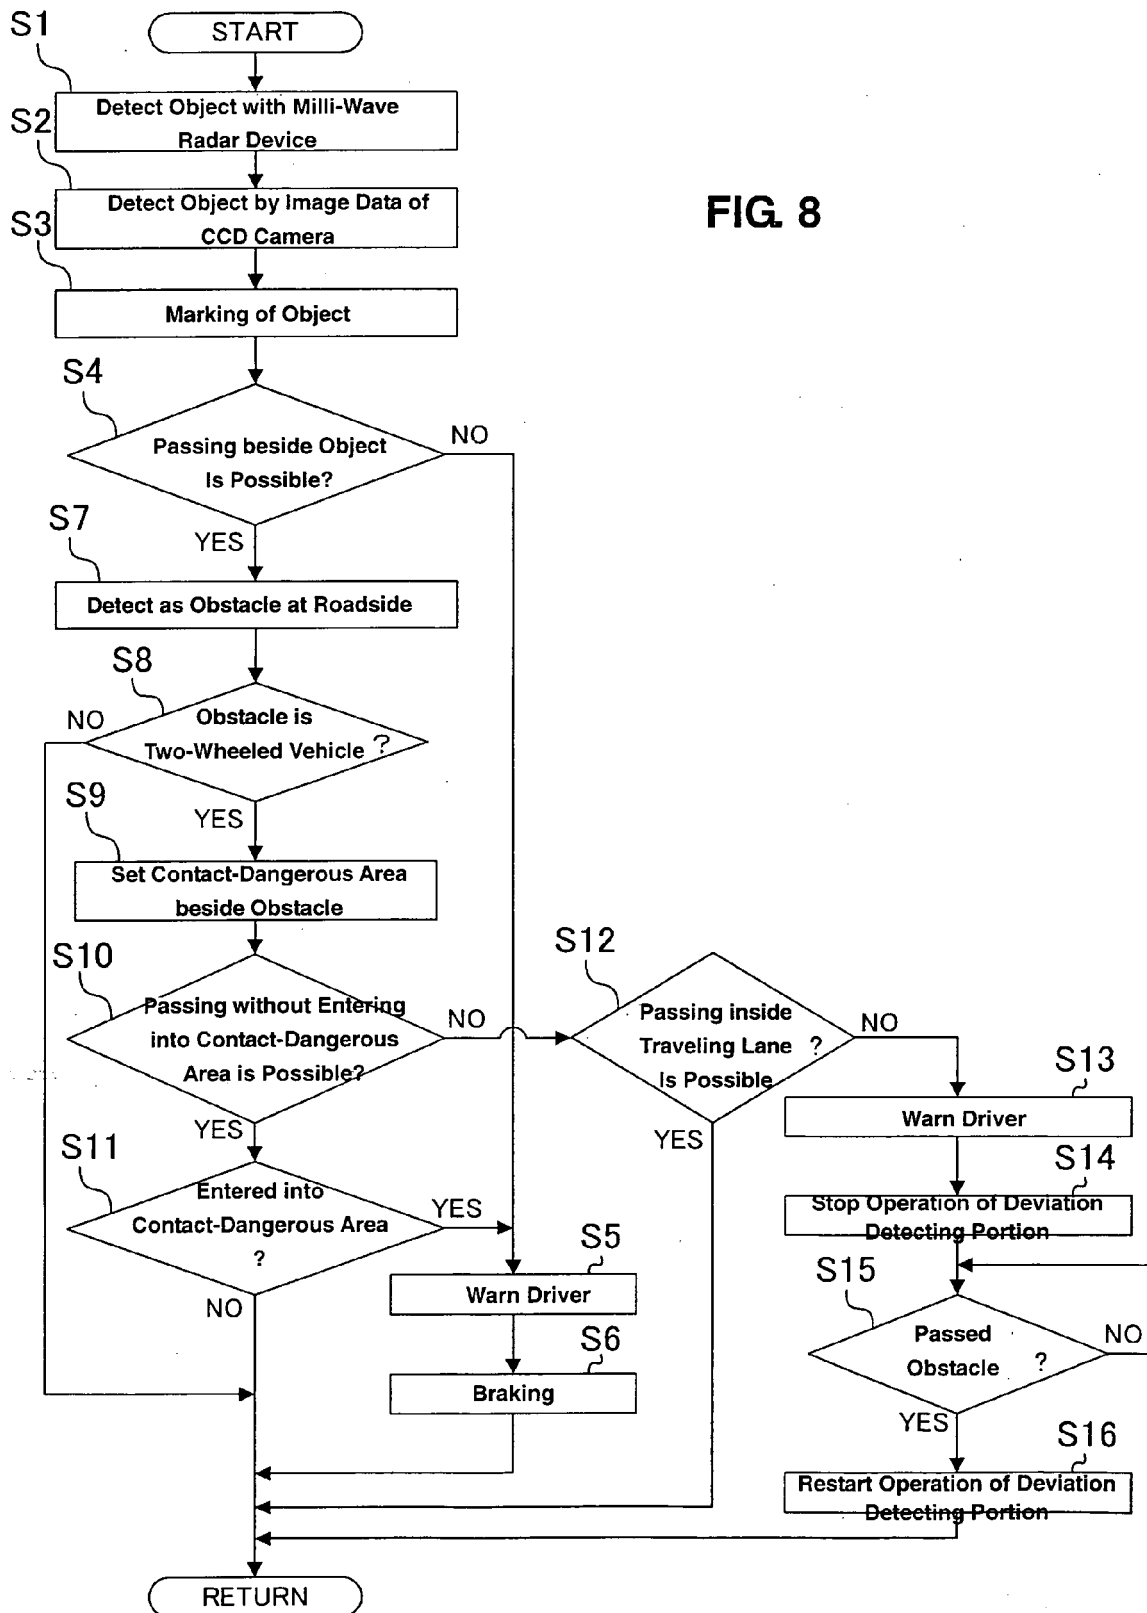 S1
START
Detect Object with Milli-Wave
Radar Device
S2
Detect Object by Image Data of
CCD Camera
FIG. 8
S3
Marking of Object
S4
Passing beside Object
Is Possible?
NO
YES
S7
Detect as Obstacle at Roadside
S8
NO
Obstacle is
Two-Wheeled Vehicle ?
YES
S9
Set Contact-Dangerous Area
beside Obstacle
S10
Passing without Entering
into Contact-Dangerous
Area is Possible?
NO
YES
S12
Passing inside
Traveling Lane ?
Is Possible
NO
YES
S11
Entered into
Contact-Dangerous Area
?
YES
NO
S5
Warn Driver
S6
Braking
S13
Warn Driver
S14
Stop Operation of Deviation
Detecting Portion
S15
Passed
Obstacle ?
NO
YES
S16
Restart Operation of Deviation
Detecting Portion
RETURN